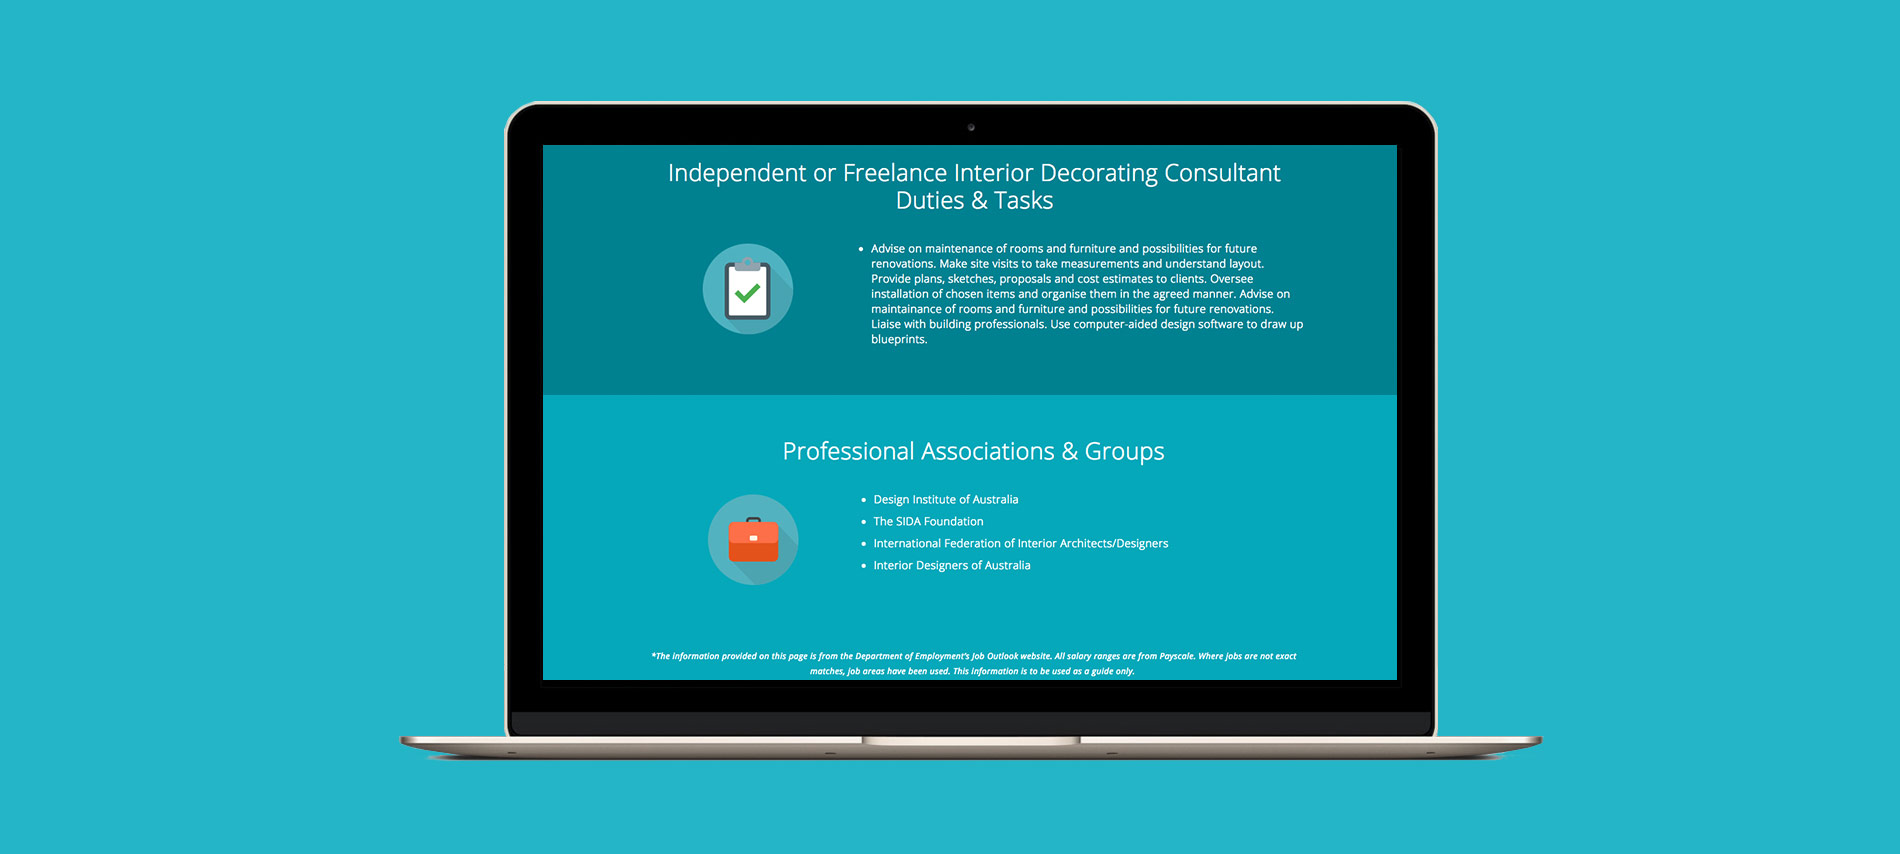 Independent or Freelance Interior Decorating Consultant
Duties & Tasks
• Advise on maintenance of rooms and furniture and possibilities for future
renovations. Make site visits to take measurements and understand layout.
Provide plans, sketches, proposals and cost estimates to clients. Oversee
installation of chosen items and organise them in the agreed manner. Advise on
maintainance of rooms and furniture and possibilities for future renovations.
Liaise with building professionals. Use computer-aided design software to draw up
blueprints.
Professional Associations & Groups
• Design Institute of Australia
• The SIDA Foundation
• International Federation of Interior Architects/Designers
• Interior Designers of Australia
*The information provided on this page is from the Department of Employment's Job Outlook website. All salary ranges are from Payscale. Where jobs are not exact
matches, job areas have been used. This information is to be used as a guide only.